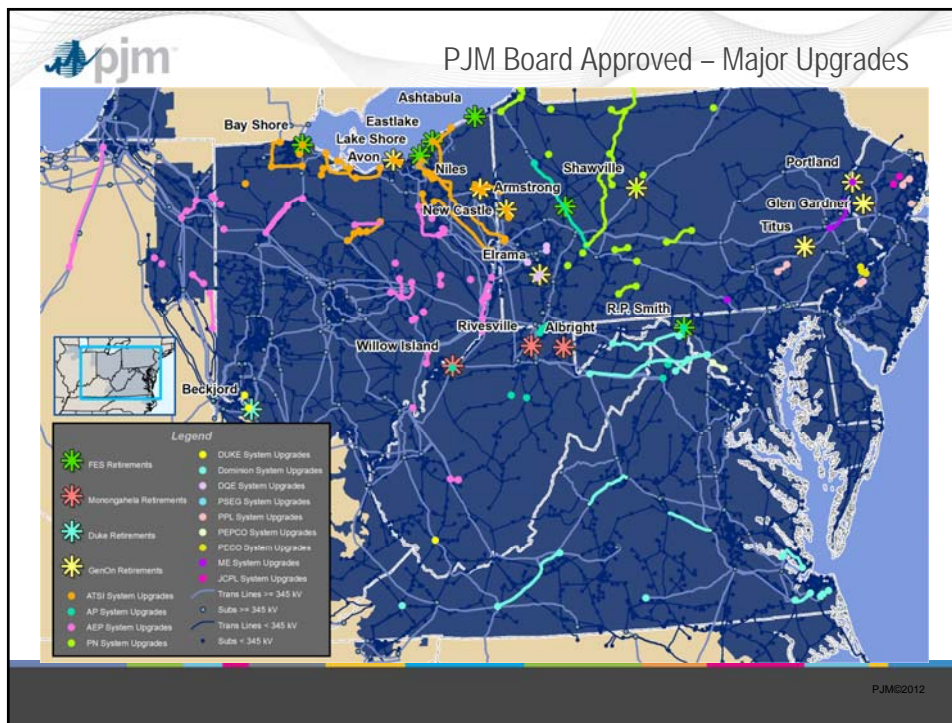 pjm
PJM Board Approved – Major Upgrades
Ashtabula
Eastlake
Bay Shore
Lake Shore
Avon
Niles
Shawville
Portland
Armstrong
New Castle
Glen Gardner
Titus
Elrama
R.P. Smith
Rivesville
Albright
Willow Island
Beckjord
Legend
FES Retirements
Monongahela Retirements
Duke Retirements
GenOn Retirements
ATSI System Upgrades
AP System Upgrades
AEP System Upgrades
PN System Upgrades
DUKE System Upgrades
Dominion System Upgrades
DQE System Upgrades
PSEG System Upgrades
PPL System Upgrades
PEPCO System Upgrades
PECO System Upgrades
ME System Upgrades
JCPL System Upgrades
Trans Lines >= 345 kV
Subs >= 345 kV
Trans Lines < 345 kV
Subs < 345 kV
PJM©2012